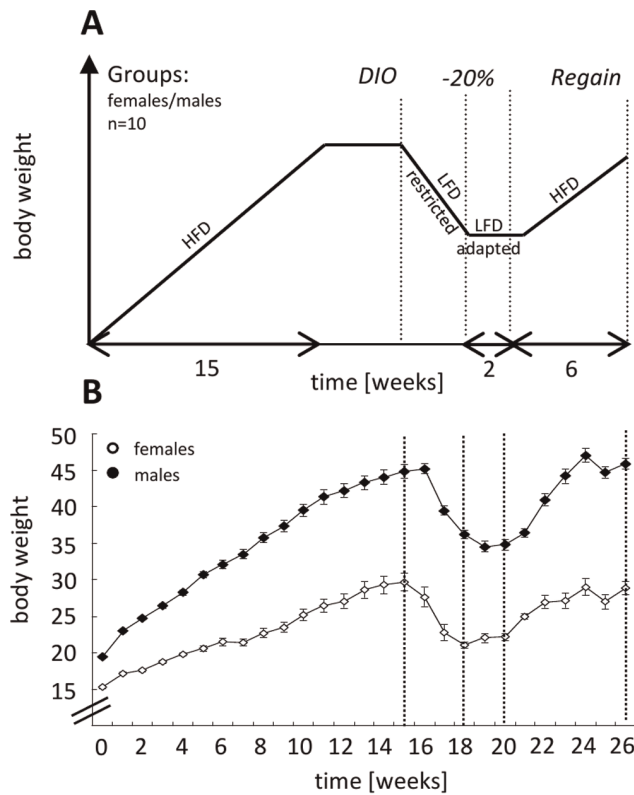 A
Groups:
females/males
n=10
DIO
-20%
Regain
body weight
HFD
LFD
restricted
LFD
adapted
HFD
15
2
6
time [weeks]
B
50
45
40
35
30
25
20
15
females
males
body weight
0 2 4 6 8 10 12 14 16 18 20 22 24 26
time [weeks]